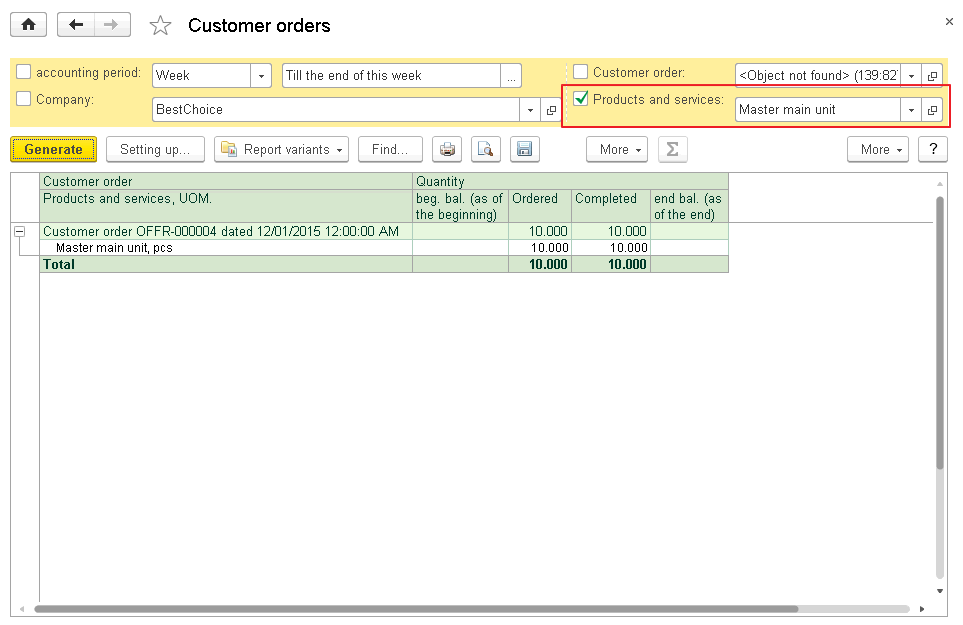 Customer orders
accounting period: Week Till the end of this week ... Customer order: <Object not found> (139:82
Company: BestChoice Products and services: Master main unit
Generate Setting up... Report variants Find... More Σ More ?
Customer order Quantity
Products and services, UOM. beg. bal. (as of the beginning) Ordered Completed end bal. (as of the end)
Customer order OFFR-000004 dated 12/01/2015 12:00:00 AM 10.000 10.000
Master main unit, pcs 10.000 10.000
Total 10.000 10.000